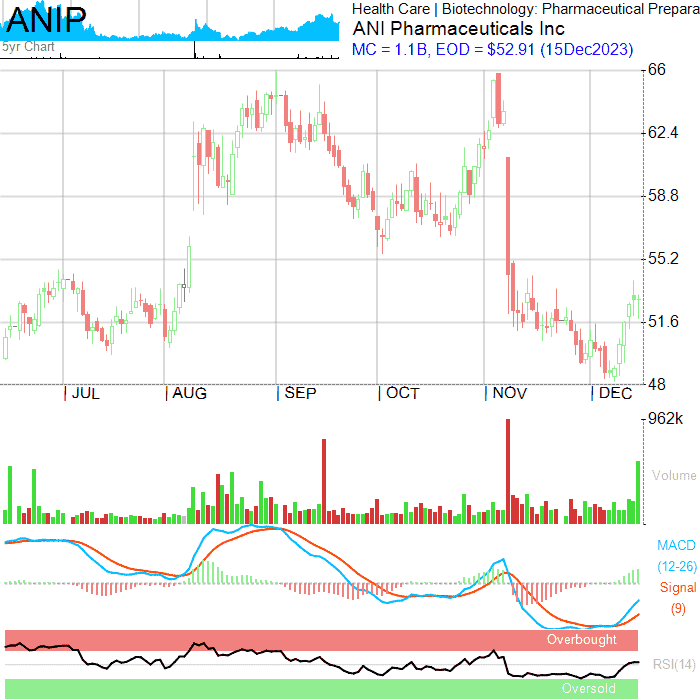 ANIP
5yr Chart
Health Care | Biotechnology: Pharmaceutical Prepara
ANI Pharmaceuticals Inc
MC = 1.1B, EOD = $52.91 (15Dec2023)
66
62.4
58.8
55.2
51.6
48
JUL
AUG
SEP
OCT
NOV
DEC
962k
Volume
MACD
(12-26)
Signal
(9)
Overbought
RSI(14)
Oversold